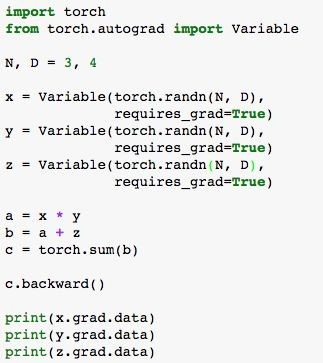 import torch
from torch.autograd import Variable
N, D = 3, 4
x = Variable(torch.randn(N, D),
requires_grad=True)
y = Variable(torch.randn(N, D),
requires_grad=True)
z = Variable(torch.randn(N, D),
requires_grad=True)
a = x * y
b = a + z
c = torch.sum(b)
c.backward()
print(x.grad.data)
print(y.grad.data)
print(z.grad.data)